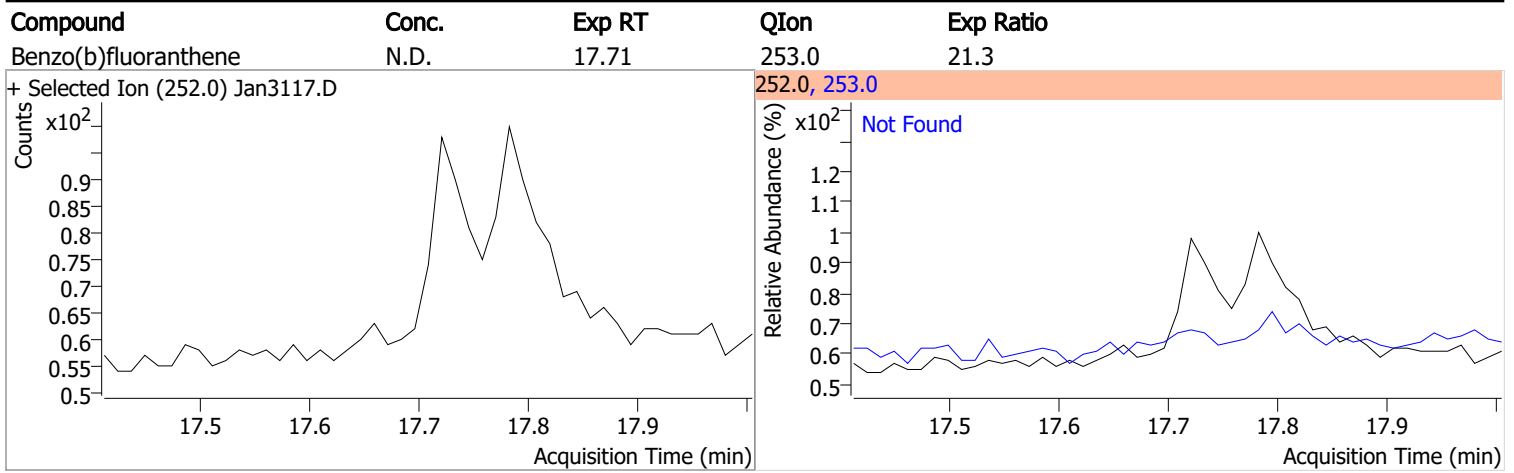 Compound Conc. Exp RT QIon Exp Ratio
Benzo(b)fluoranthene N.D. 17.71 253.0 21.3
+ Selected Ion (252.0) Jan3117.D
Counts
x10²
0.9
0.85
0.8
0.75
0.7
0.65
0.6
0.55
0.5
17.5 17.6 17.7 17.8 17.9
Acquisition Time (min)
252.0, 253.0
Relative Abundance (%)
x10²
Not Found
1.2
1.1
1
0.9
0.8
0.7
0.6
0.5
17.5 17.6 17.7 17.8 17.9
Acquisition Time (min)